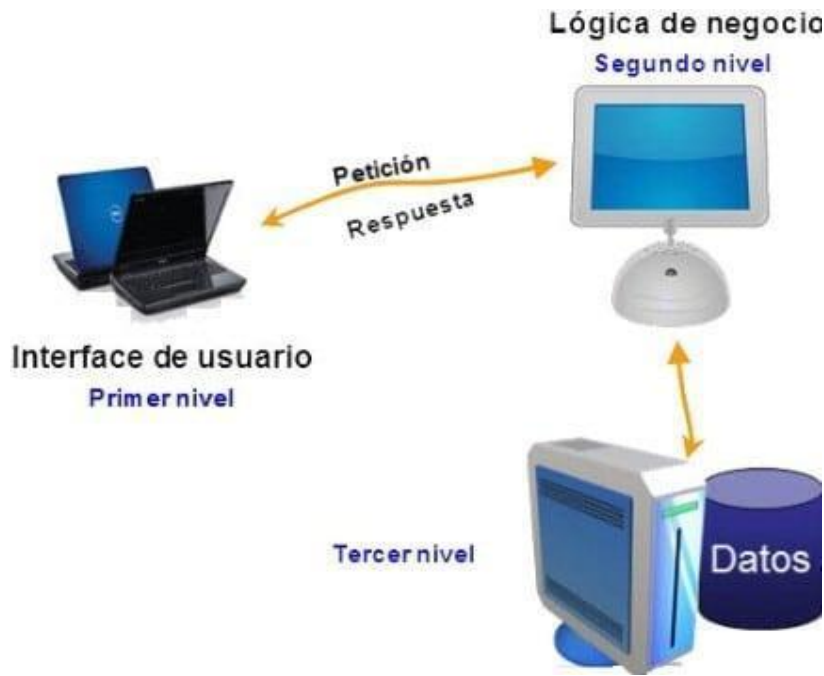 Lógica de negocio
Segundo nivel
Petición
Respuesta
Interface de usuario
Primer nivel
Tercer nivel
Datos